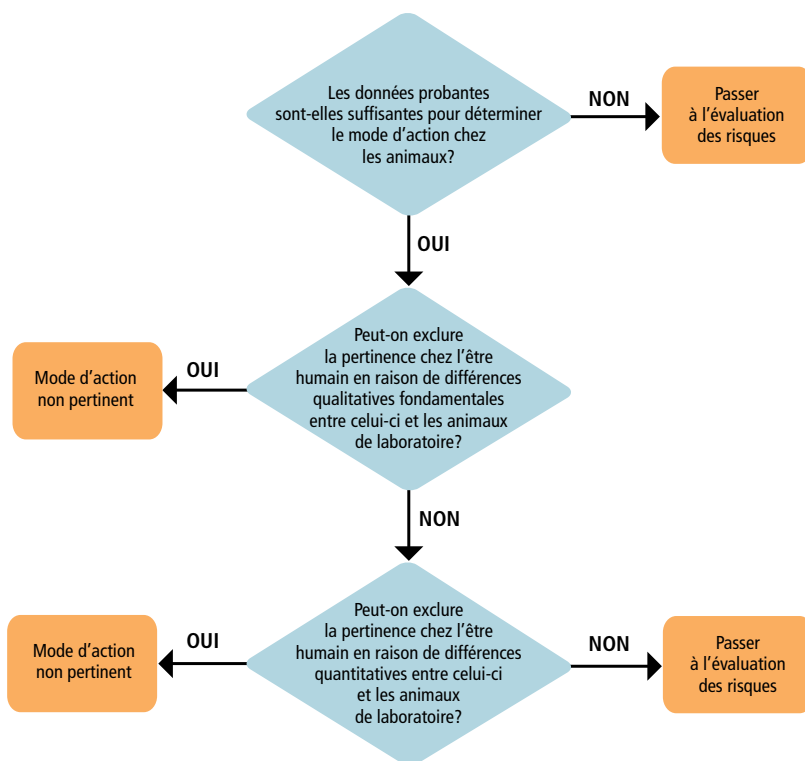 Les données probantes
sont-elles suffisantes pour déterminer
le mode d'action chez
les animaux?
NON
Passer
à l'évaluation
des risques
OUI
Peut-on exclure
la pertinence chez l'être
humain en raison de différences
qualitatives fondamentales
entre celui-ci et les animaux
de laboratoire?
OUI
Mode d'action
non pertinent
NON
Peut-on exclure
la pertinence chez l'être
humain en raison de différences
quantitatives entre celui-ci
et les animaux
de laboratoire?
OUI
Mode d'action
non pertinent
NON
Passer
à l'évaluation
des risques